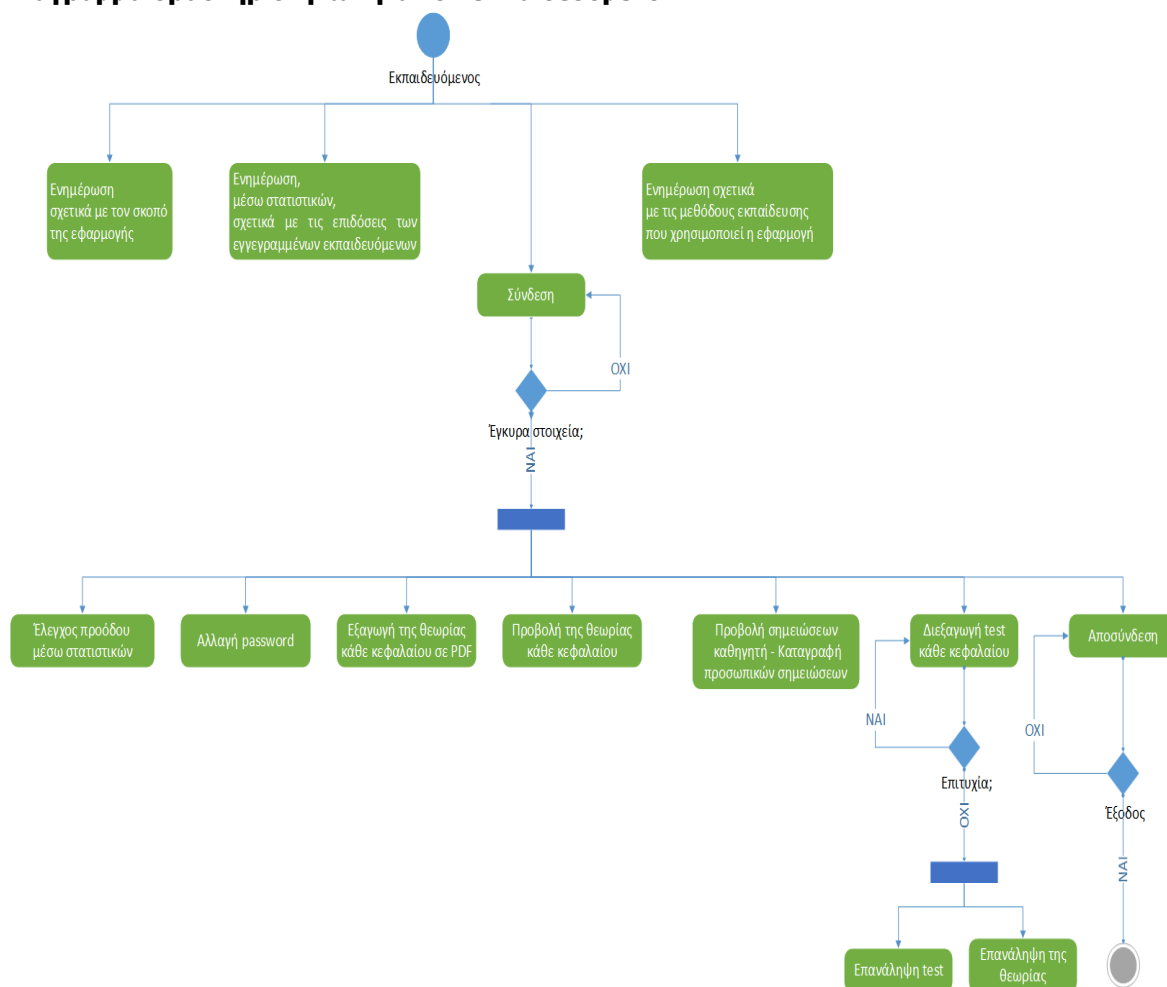 Εκπαιδευόμενος
Ενημέρωση
σχετικά με τον σκοπό
της εφαρμογής
Ενημέρωση,
μέσω στατιστικών,
σχετικά με τις επιδόσεις των
εγγεγραμμένων εκπαιδευόμενων
Ενημέρωση σχετικά
με τις μεθόδους εκπαίδευσης
που χρησιμοποιεί η εφαρμογή
Σύνδεση
ΟΧΙ
Έγκυρα στοιχεία;
ΝΑΙ
Έλεγχος προόδου
μέσω στατιστικών
Αλλαγή password
Εξαγωγή της θεωρίας
κάθε κεφαλαίου σε PDF
Προβολή της θεωρίας
κάθε κεφαλαίου
Προβολή σημειώσεων
καθηγητή - Καταγραφή
προσωπικών σημειώσεων
Διεξαγωγή test
κάθε κεφαλαίου
Αποσύνδεση
ΝΑΙ
ΟΧΙ
Επιτυχία;
ΟΧΙ
Έξοδος
ΝΑΙ
Επανάληψη test
Επανάληψη της
θεωρίας